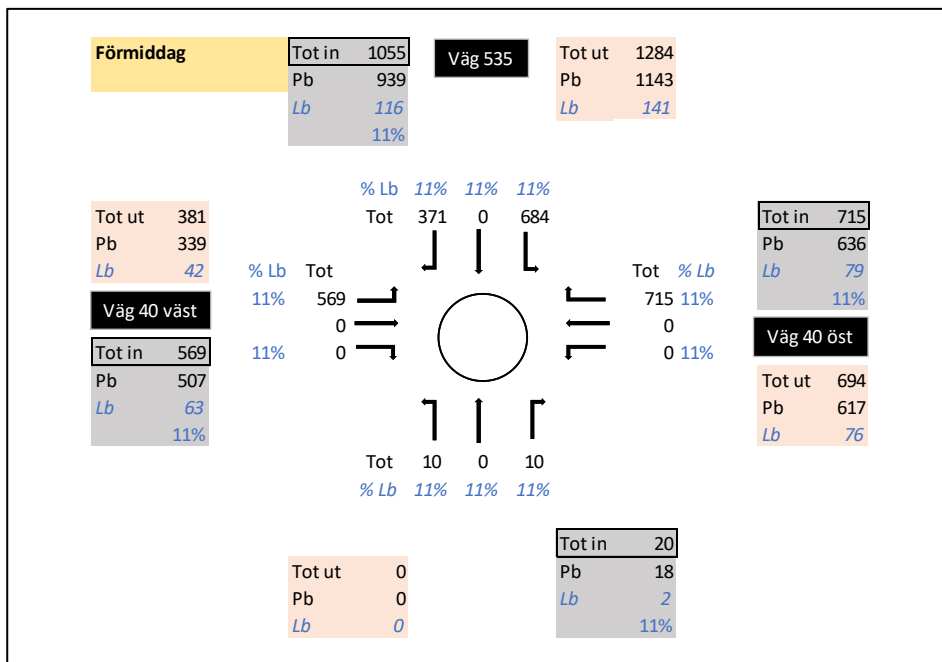 Förmiddag
Tot in 1055
Pb 939
Lb 116
11%
Väg 535
Tot ut 1284
Pb 1143
Lb 141
% Lb 11% 11% 11%
Tot 371 0 684
Tot ut 381
Pb 339
Lb 42
Väg 40 väst
Tot in 569
Pb 507
Lb 63
11%
% Lb Tot
11% 569
0
11% 0
Tot % Lb
715 11%
0
0 11%
Tot in 715
Pb 636
Lb 79
11%
Väg 40 öst
Tot ut 694
Pb 617
Lb 76
Tot 10 0 10
% Lb 11% 11% 11%
Tot ut 0
Pb 0
Lb 0
Tot in 20
Pb 18
Lb 2
11%